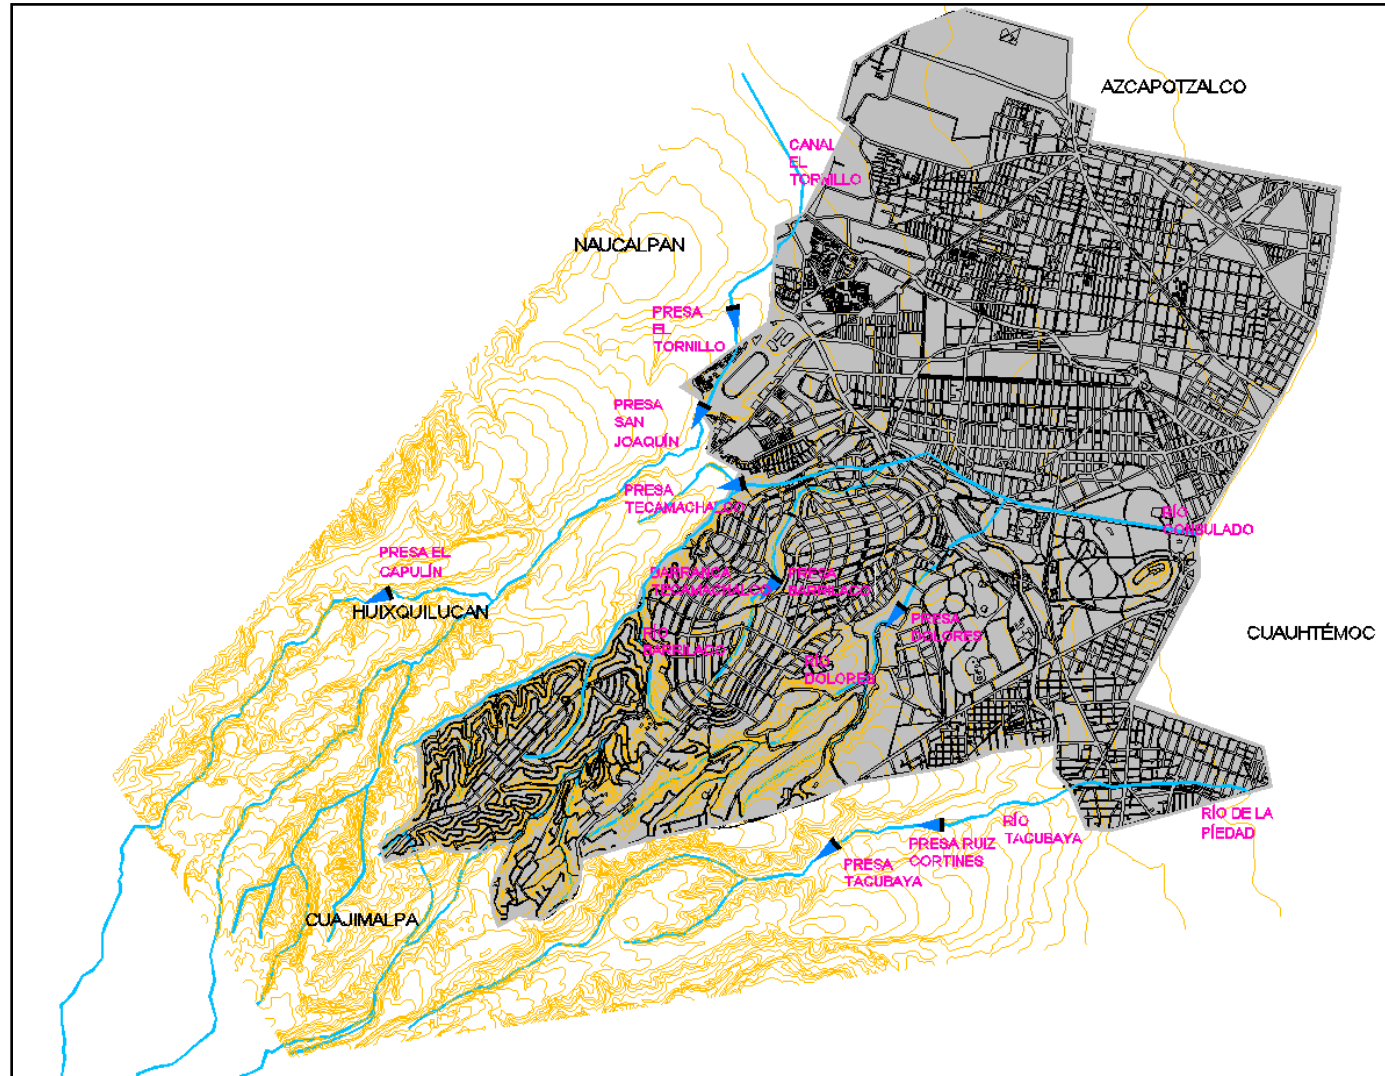 AZCAPOTZALCO
CANAL
EL
TORNILLO
NAUCALPAN
PRESA
EL
TORNILLO
PRESA
SAN
JOAQUÍN
PRESA
TECAMACHALCO
RÍO
CONSULADO
PRESA EL
CAPULÍN
HUIXQUILUCAN
BARRANCA
TECAMACHALCO
PRESA
BARRILACO
PRESA
DOLORES
RÍO
BARRILACO
RÍO
DOLORES
CUAUHTÉMOC
RÍO DE LA
PÍEDAD
RÍO
TACUBAYA
PRESA RUIZ
CORTINES
PRESA
TACUBAYA
CUAJIMALPA